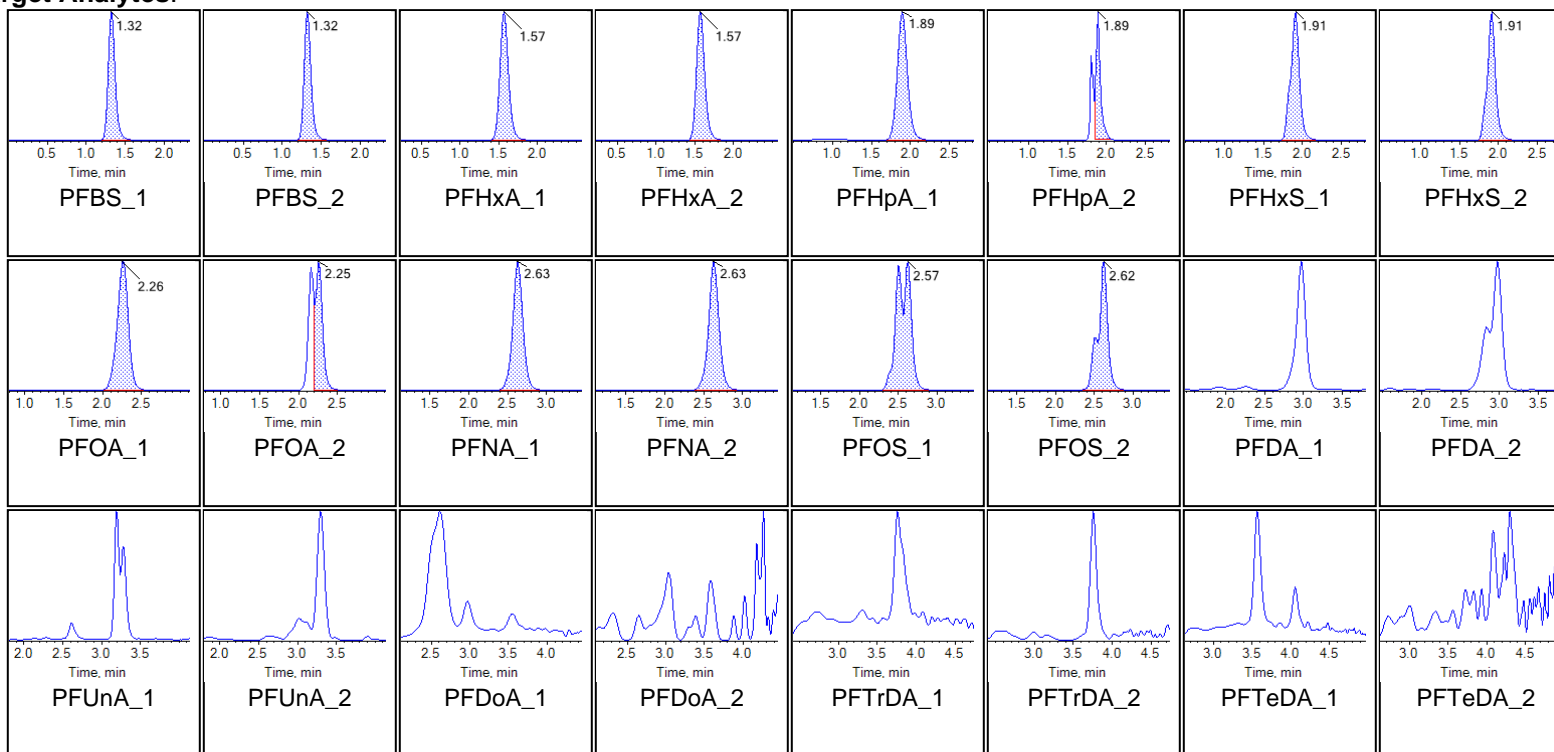 rget Analytes:
1.32 1.32 1.57 1.57 1.89 1.89 1.91 1.91
0.5 1.0 1.5 2.0 0.5 1.0 1.5 2.0 0.5 1.0 1.5 2.0 0.5 1.0 1.5 2.0 1.0 1.5 2.0 2.5 1.0 1.5 2.0 2.5 1.0 1.5 2.0 2.5 1.0 1.5 2.0 2.5
Time, min Time, min Time, min Time, min Time, min Time, min Time, min Time, min
PFBS_1 PFBS_2 PFHxA_1 PFHxA_2 PFHpA_1 PFHpA_2 PFHxS_1 PFHxS_2
2.26 2.25 2.63 2.63 2.57 2.62
1.0 1.5 2.0 2.5 1.0 1.5 2.0 2.5 1.5 2.0 2.5 3.0 1.5 2.0 2.5 3.0 1.5 2.0 2.5 3.0 1.5 2.0 2.5 3.0 2.0 2.5 3.0 3.5 2.0 2.5 3.0 3.5
Time, min Time, min Time, min Time, min Time, min Time, min Time, min Time, min
PFOA_1 PFOA_2 PFNA_1 PFNA_2 PFOS_1 PFOS_2 PFDA_1 PFDA_2
2.0 2.5 3.0 3.5 2.0 2.5 3.0 3.5 2.5 3.0 3.5 4.0 2.5 3.0 3.5 4.0 3.0 3.5 4.0 4.5 3.0 3.5 4.0 4.5 3.0 3.5 4.0 4.5 3.0 3.5 4.0 4.5
Time, min Time, min Time, min Time, min Time, min Time, min Time, min Time, min
PFUnA_1 PFUnA_2 PFDoA_1 PFDoA_2 PFTrDA_1 PFTrDA_2 PFTeDA_1 PFTeDA_2